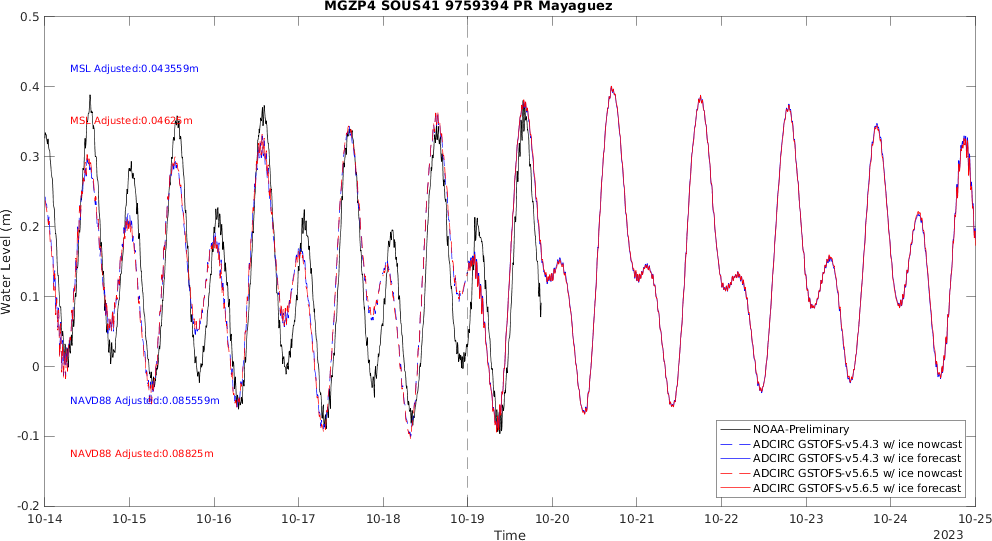 MGZP4 SOUS41 9759394 PR Mayaguez
0.5
0.4
0.3
0.2
0.1
0
-0.1
-0.2
Water Level (m)
MSL Adjusted:0.043559m
MSL Adjusted:0.04625m
NAVD88 Adjusted:0.085559m
NAVD88 Adjusted:0.08825m
NOAA-Preliminary
ADCIRC GSTOFS-v5.4.3 w/ ice nowcast
ADCIRC GSTOFS-v5.4.3 w/ ice forecast
ADCIRC GSTOFS-v5.6.5 w/ ice nowcast
ADCIRC GSTOFS-v5.6.5 w/ ice forecast
10-14 10-15 10-16 10-17 10-18 10-19 10-20 10-21 10-22 10-23 10-24 10-25
Time
2023